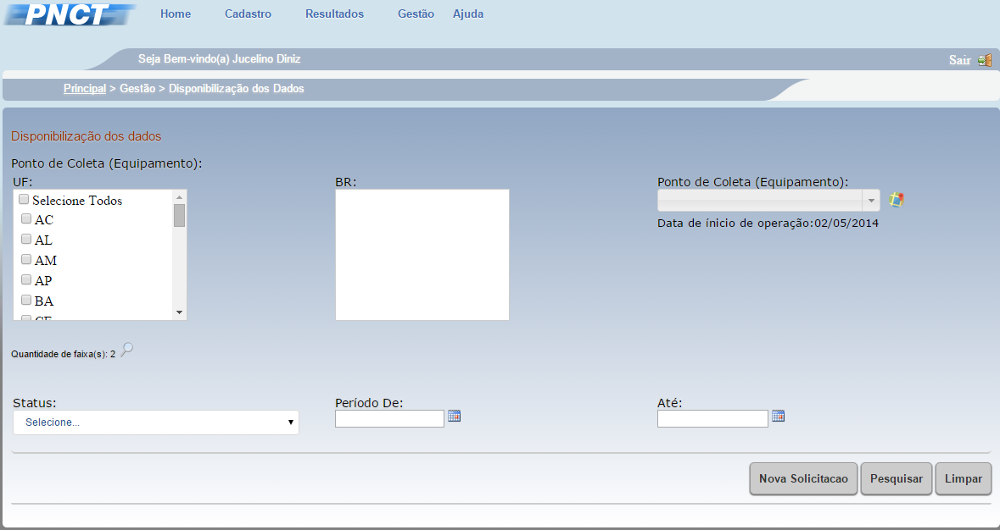 PNCT
Home Cadastro Resultados Gestão Ajuda
Seja Bem-vindo(a) Jucelino Diniz
Sair
Principal > Gestão > Disponibilização dos Dados
Disponibilização dos dados
Ponto de Coleta (Equipamento):
UF: BR: Ponto de Coleta (Equipamento):
Selecione Todos
AC
AL
AM
AP
BA
CE
Data de ínicio de operação:02/05/2014
Quantidade de faixa(s): 2
Status: Período De: Até:
Selecione...
Nova Solicitacao Pesquisar Limpar